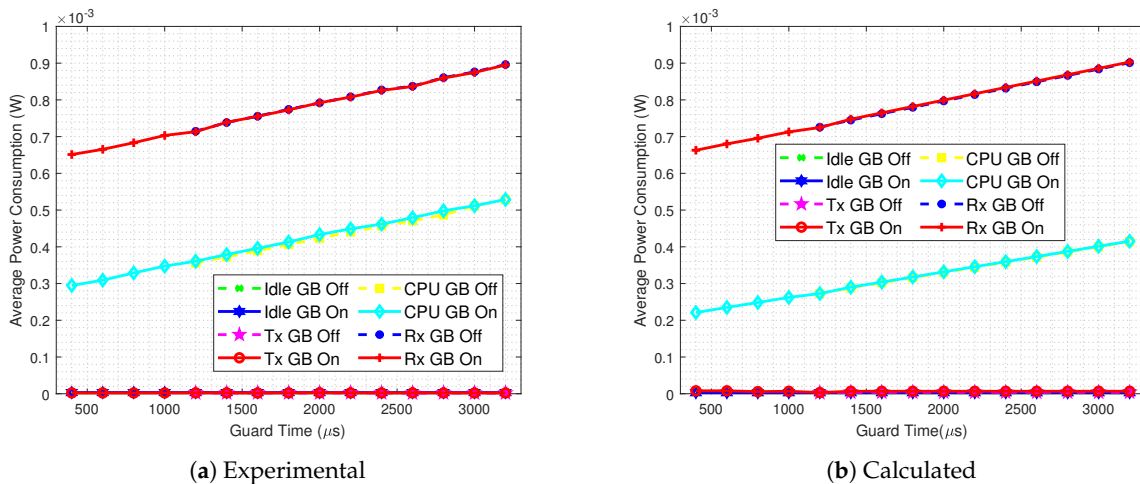 ×10⁻³
1
0.9
0.8
0.7
0.6
0.5
0.4
0.3
0.2
0.1
0
Average Power Consumption (W)
Idle GB Off
Idle GB On
Tx GB Off
Tx GB On
CPU GB Off
CPU GB On
Rx GB Off
Rx GB On
500 1000 1500 2000 2500 3000
Guard Time (μs)
(a) Experimental
×10⁻³
1
0.9
0.8
0.7
0.6
0.5
0.4
0.3
0.2
0.1
0
Average Power Consumption (W)
Idle GB Off
Idle GB On
Tx GB Off
Tx GB On
CPU GB Off
CPU GB On
Rx GB Off
Rx GB On
500 1000 1500 2000 2500 3000
Guard Time(μs)
(b) Calculated